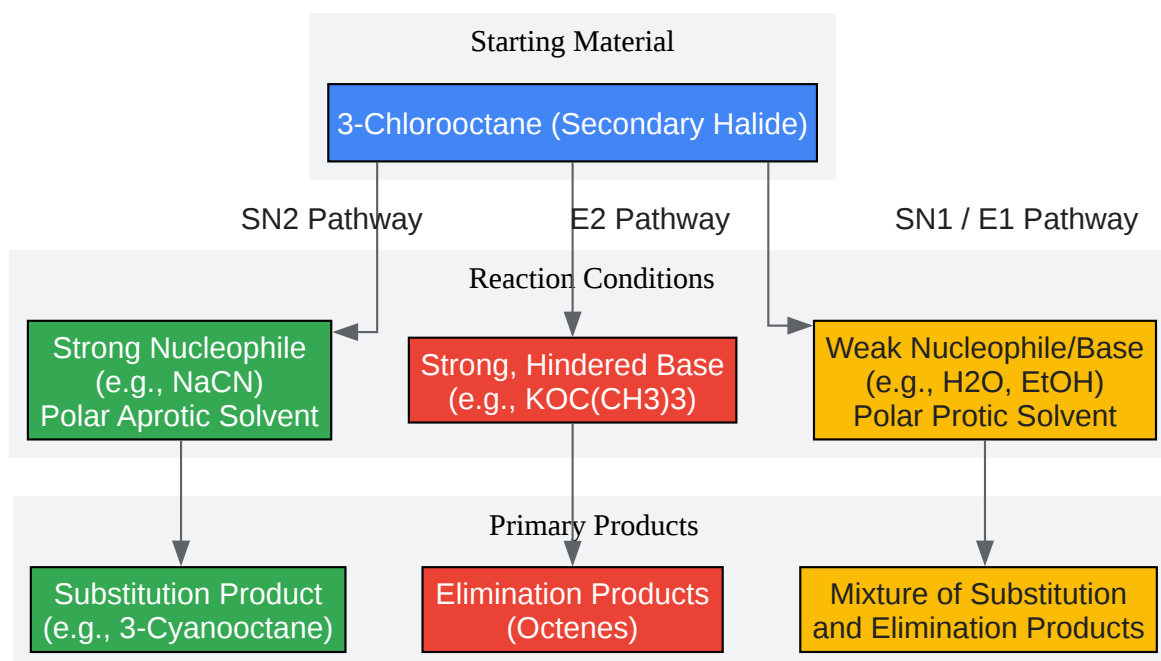 Starting Material
3-Chlorooctane (Secondary Halide)
SN2 Pathway
E2 Pathway
SN1 / E1 Pathway
Reaction Conditions
Strong Nucleophile
(e.g., NaCN)
Polar Aprotic Solvent
Strong, Hindered Base
(e.g., KOC(CH3)3)
Weak Nucleophile/Base
(e.g., H2O, EtOH)
Polar Protic Solvent
Primary Products
Substitution Product
(e.g., 3-Cyanooctane)
Elimination Products
(Octenes)
Mixture of Substitution
and Elimination Products